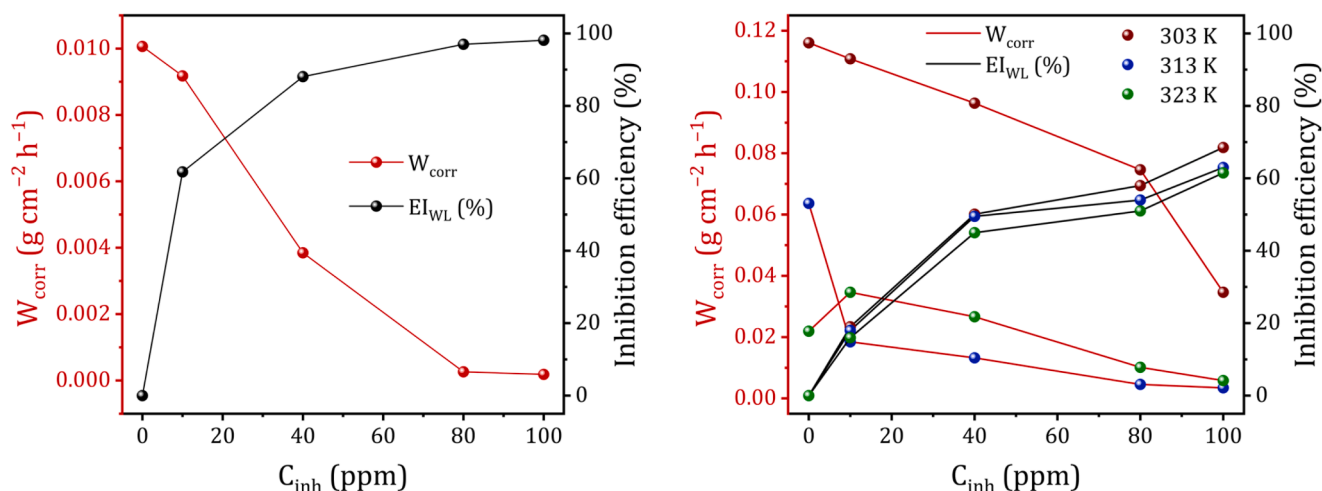 0.010
0.008
0.006
0.004
0.002
0.000
W_corr (g cm⁻² h⁻¹)
W_corr
EI_WL (%)
100
80
60
40
20
0
Inhibition efficiency (%)
0 20 40 60 80 100
C_inh (ppm)
0.12
0.10
0.08
0.06
0.04
0.02
0.00
W_corr (g cm⁻² h⁻¹)
W_corr 303 K
EI_WL (%) 313 K
323 K
100
80
60
40
20
0
Inhibition efficiency (%)
0 20 40 60 80 100
C_inh (ppm)